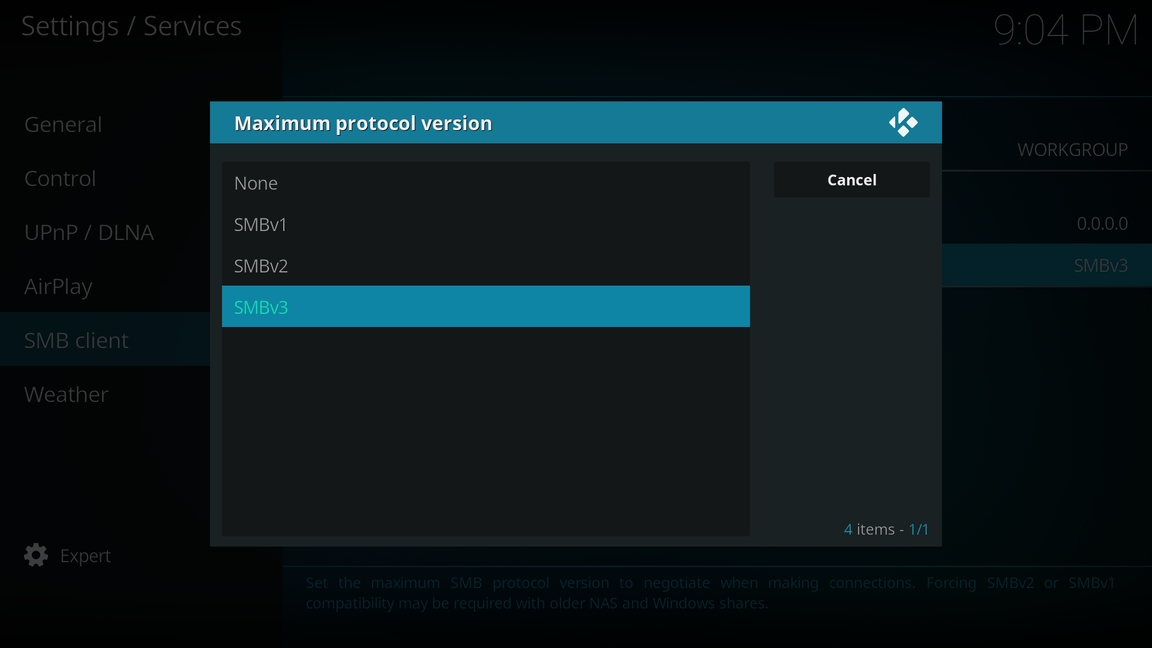 Settings / Services
9:04 PM
General
Control
UPnP / DLNA
AirPlay
SMB client
Weather
Expert
Maximum protocol version
None
SMBv1
SMBv2
SMBv3
Cancel
4 items - 1/1
WORKGROUP
0.0.0.0
SMBv3
Set the maximum SMB protocol version to negotiate when making connections. Forcing SMBv2 or SMBv1
compatibility may be required with older NAS and Windows shares.